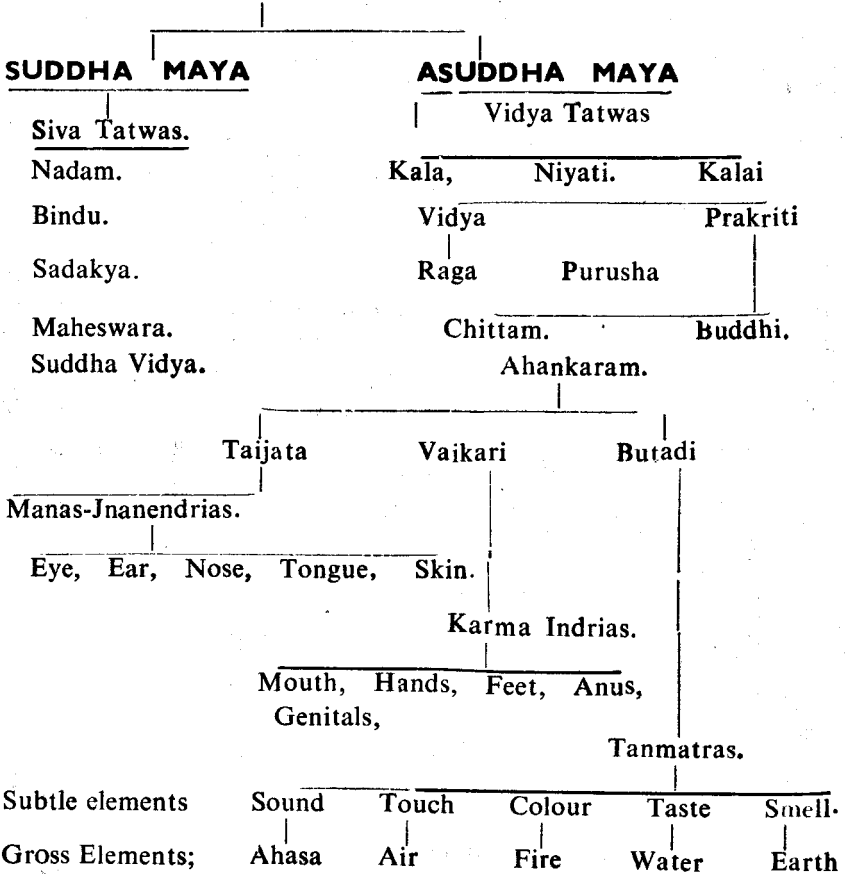 SUDDHA MAYA ASUDDHA MAYA
Siva Tatwas. Vidya Tatwas
Nadam. Kala, Niyati. Kalai
Bindu. Vidya Prakriti
Sadakya. Raga Purusha
Maheswara. Chittam. Buddhi.
Suddha Vidya. Ahankaram.
Taijata Vaikari Butadi
Manas-Jnanendrias.
Eye, Ear, Nose, Tongue, Skin.
Karma Indrias.
Mouth, Hands, Feet, Anus,
Genitals,
Tanmatras.
Subtle elements Sound Touch Colour Taste Smell.
Gross Elements; Ahasa Air Fire Water Earth